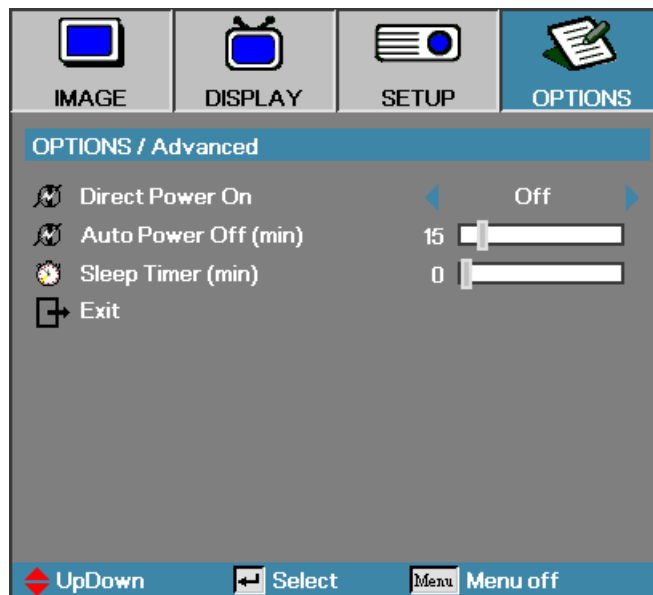 IMAGE DISPLAY SETUP OPTIONS
OPTIONS / Advanced
Direct Power On Off
Auto Power Off (min) 15
Sleep Timer (min) 0
Exit
UpDown Select Menu Menu off